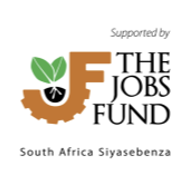 Supported by
THE
JOBS
FUND
South Africa Siyasebenza